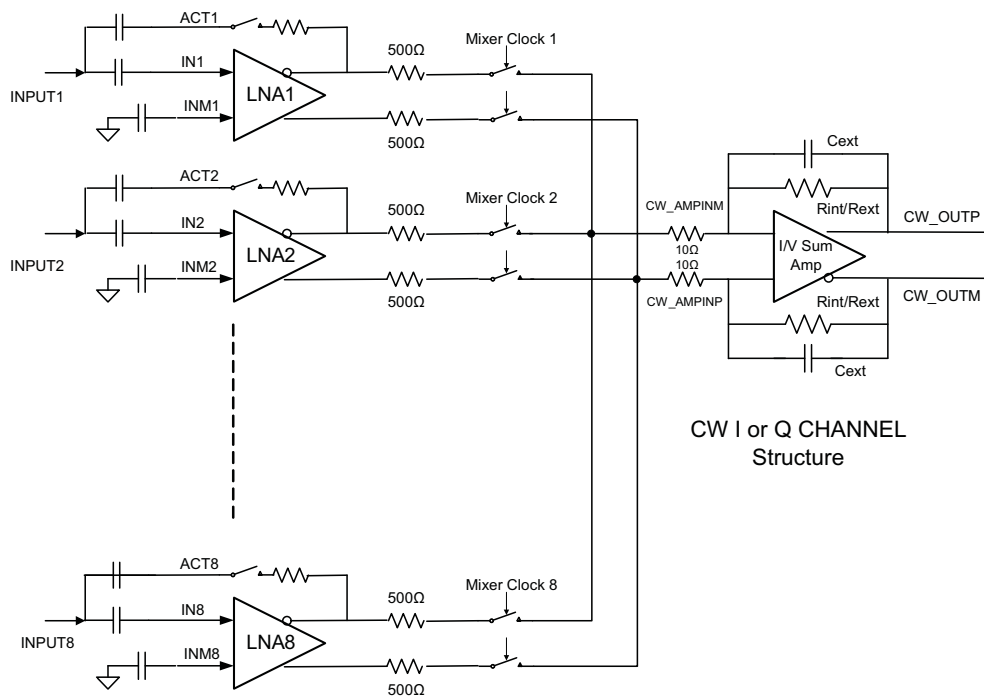 ACT1
500Ω
Mixer Clock 1
IN1
INPUT1
LNA1
INM1
500Ω
Cext
ACT2
500Ω
Mixer Clock 2
Rint/Rext
CW_AMPINM
CW_OUTP
IN2
INPUT2
LNA2
10Ω
I/V Sum
Amp
10Ω
INM2
500Ω
CW_AMPINP
Rint/Rext
CW_OUTM
Cext
CW I or Q CHANNEL
Structure
ACT8
500Ω
Mixer Clock 8
IN8
INPUT8
LNA8
INM8
500Ω